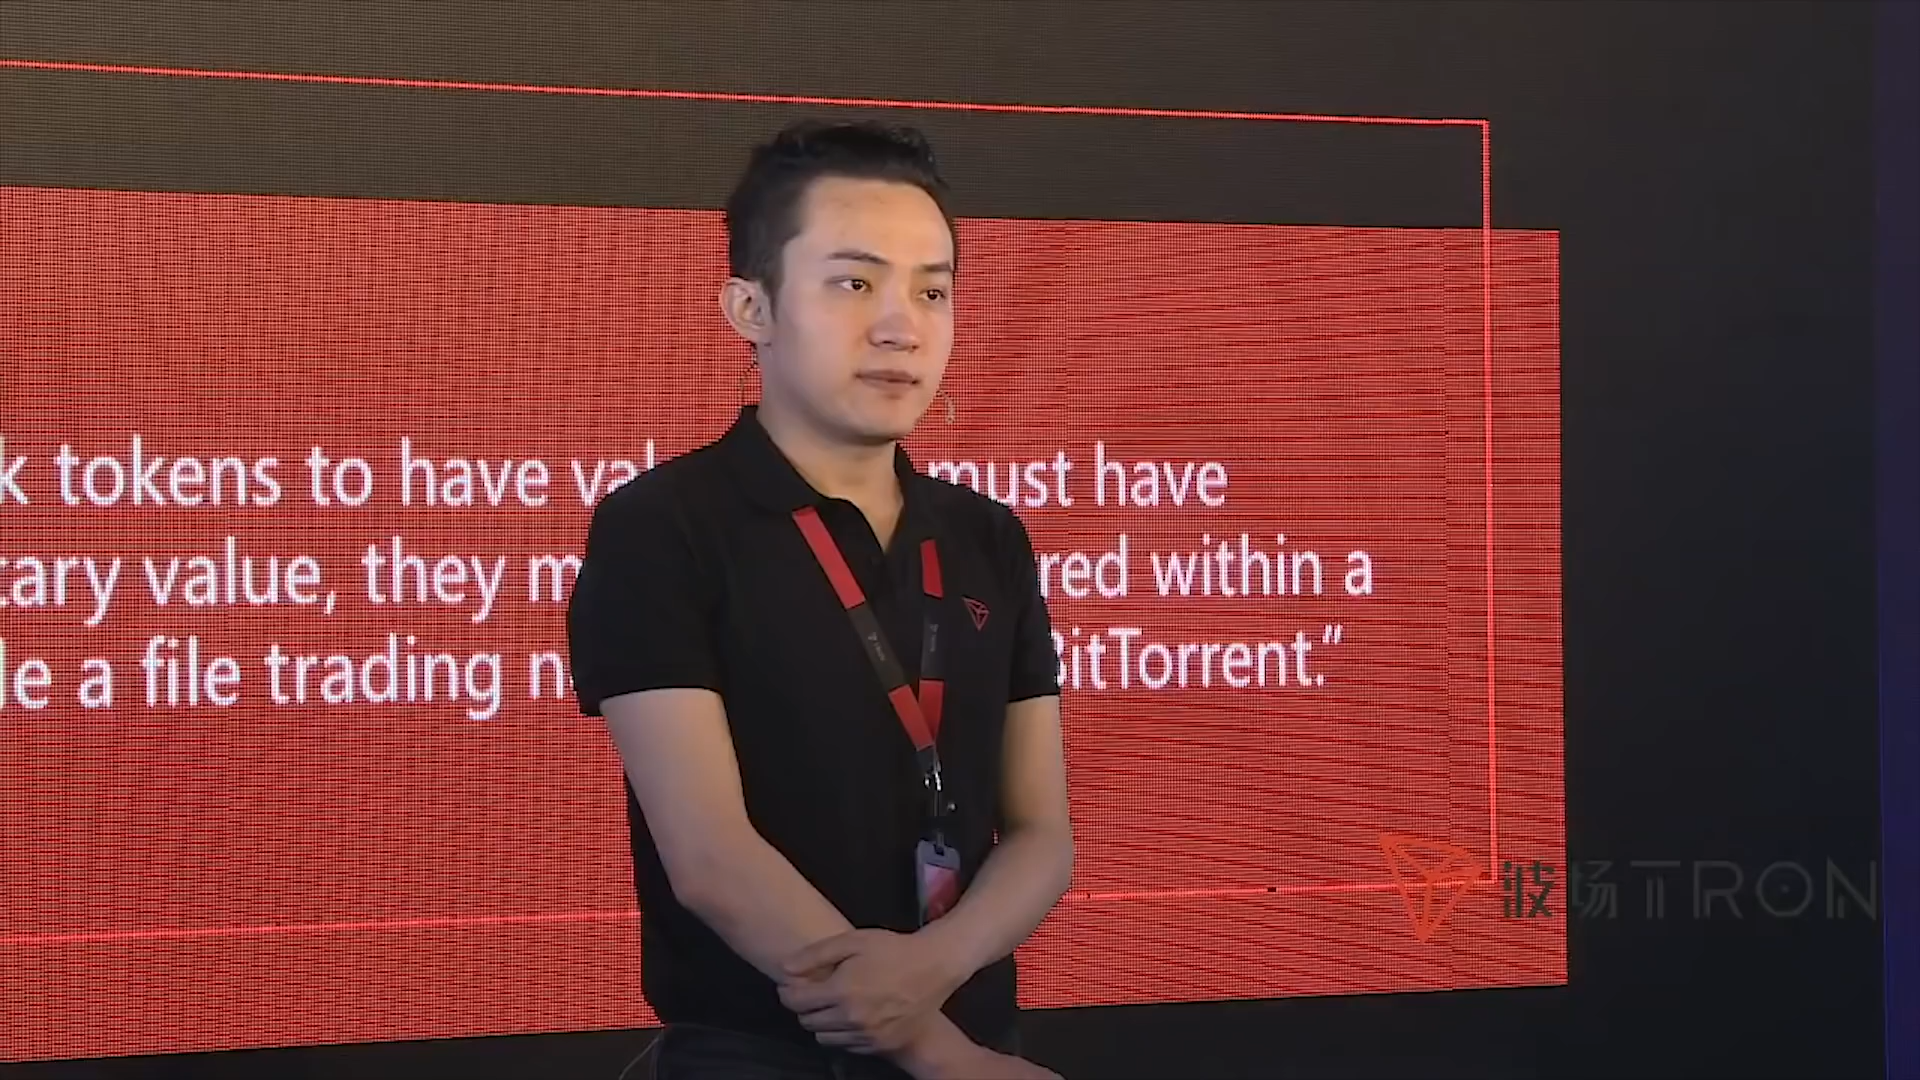 k tokens to have val must have
tary value, they m red within a
le a file trading n BitTorrent.”
波场TRON